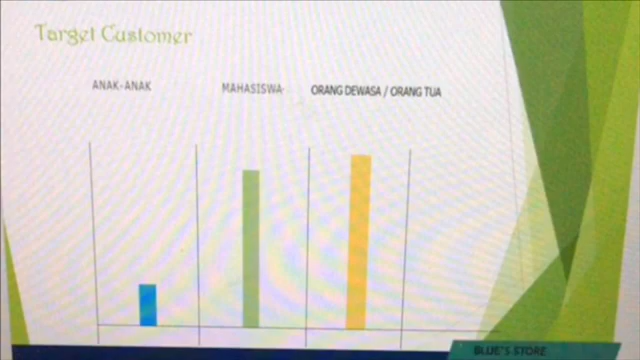 Target Customer
ANAK-ANAK
MAHASISWA
ORANG DEWASA / ORANG TUA
BLUE'S STORE